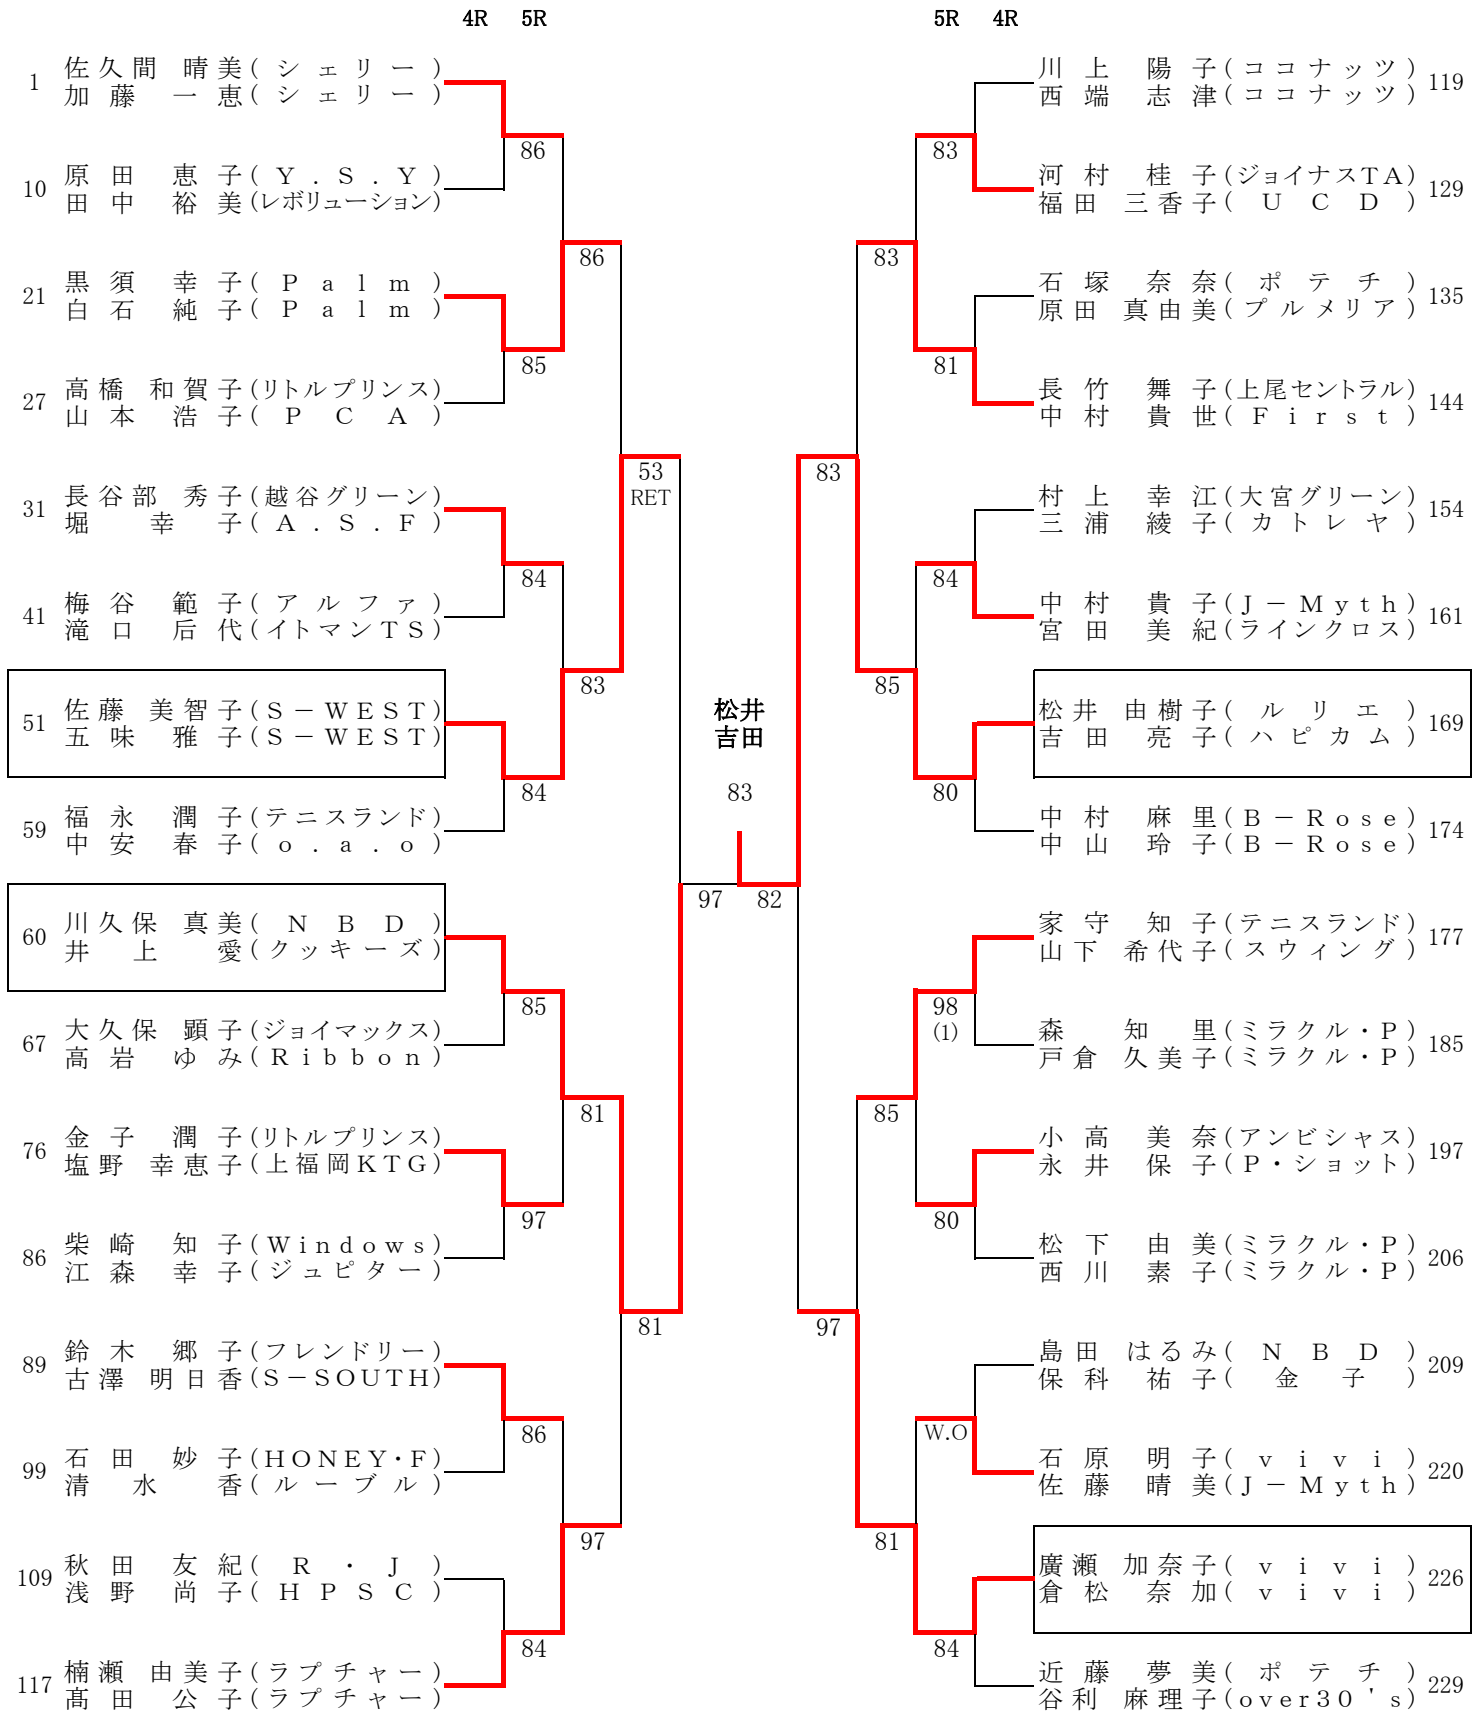 4R 5R
5R 4R
1 佐久間 晴美(シェリー)
加藤 一恵(シェリー)
86
10 原田 恵子(Y.S.Y)
田中 裕美(レボリューション)
86
21 黒須 幸子(Palm)
白石 純子(Palm)
85
27 高橋 和賀子(リトルプリンス)
山本 浩子(PCA)
53
RET
31 長谷部 秀子(越谷グリーン)
堀 幸子(A.S.F)
84
41 梅谷 範子(アルファ)
滝口 后代(イトマンTS)
83
51 佐藤 美智子(S－WEST)
五味 雅子(S－WEST)
84
59 福永 潤子(テニスランド)
中安 春子(o.a.o)
97
60 川久保 真美(NBD)
井上 愛(クッキーズ)
85
67 大久保 顕子(ジョイマックス)
高岩 ゆみ(Ribbon)
81
76 金子 潤子(リトルプリンス)
塩野 幸恵子(上福岡KTG)
97
86 柴崎 知子(Windows)
江森 幸子(ジュピター)
81
89 鈴木 郷子(フレンドリー)
古澤 明日香(S－SOUTH)
86
99 石田 妙子(HONEY・F)
清水 香(ルーブル)
97
109 秋田 友紀(R・J)
浅野 尚子(HPSC)
84
117 楠瀬 由美子(ラプチャー)
髙田 公子(ラプチャー)
松井
吉田
83
川上 陽子(ココナッツ) 119
西端 志津(ココナッツ)
83
河村 桂子(ジョイナスTA) 129
福田 三香子(UCD)
83
石塚 奈奈(ポテチ) 135
原田 真由美(プルメリア)
81
長竹 舞子(上尾セントラル) 144
中村 貴世(First)
83
村上 幸江(大宮グリーン) 154
三浦 綾子(カトレヤ)
84
中村 貴子(J－Myth) 161
宮田 美紀(ラインクロス)
85
松井 由樹子(ルリエ) 169
吉田 亮子(ハピカム)
80
中村 麻里(B－Rose) 174
中山 玲子(B－Rose)
82
家守 知子(テニスランド) 177
山下 希代子(スウィング)
98
(1)
森 知里(ミラクル・P) 185
戸倉 久美子(ミラクル・P)
85
小高 美奈(アンビシャス) 197
永井 保子(P・ショット)
80
松下 由美(ミラクル・P) 206
西川 素子(ミラクル・P)
97
島田 はるみ(NBD) 209
保科 祐子(金子)
W.O
石原 明子(vivi) 220
佐藤 晴美(J－Myth)
81
廣瀬 加奈子(vivi) 226
倉松 奈加(vivi)
84
近藤 夢美(ポテチ) 229
谷利 麻理子(over30's)